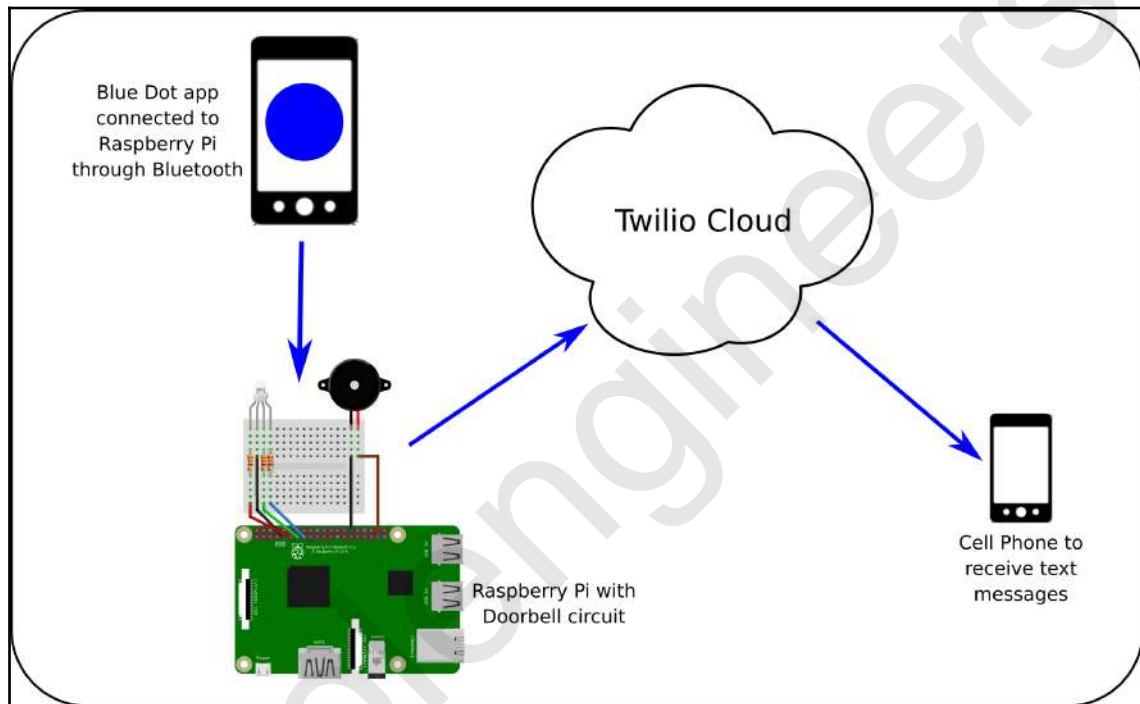 Blue Dot app
connected to
Raspberry Pi
through Bluetooth
Twilio Cloud
Raspberry Pi with
Doorbell circuit
Cell Phone to
receive text
messages
engineers